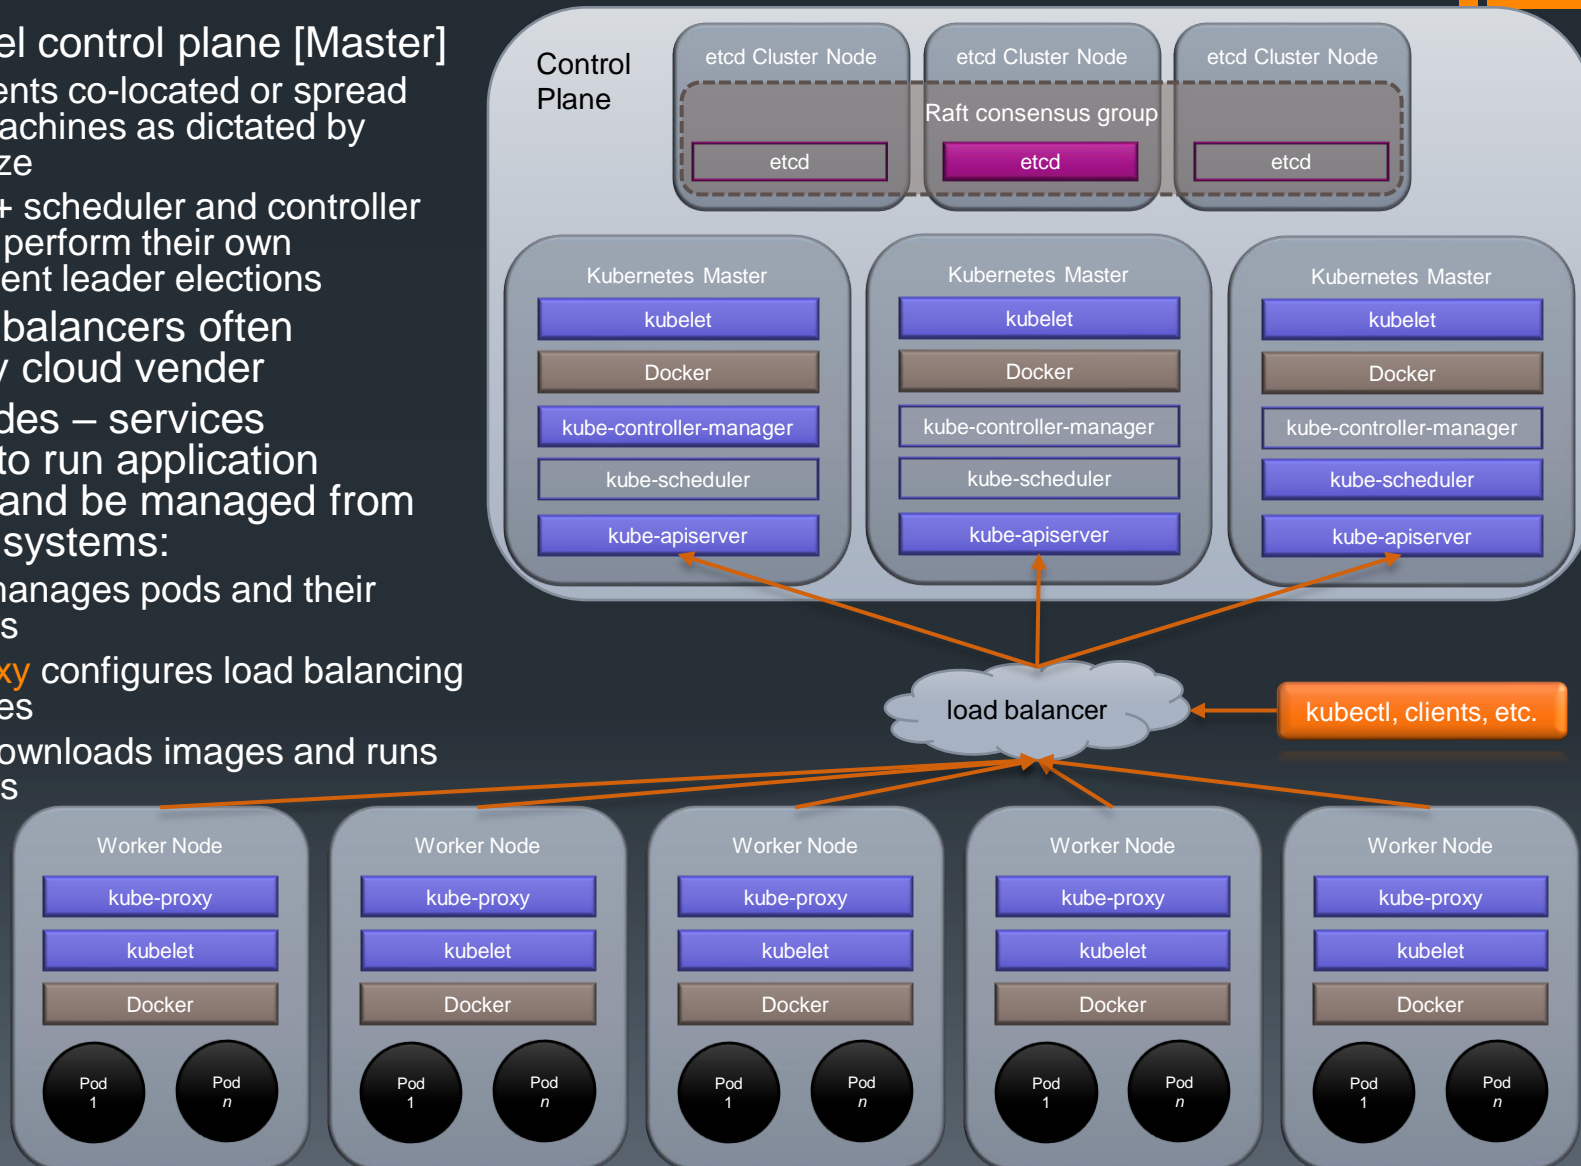 el control plane [Master]
ents co-located or spread
achines as dictated by
ze
+ scheduler and controller
perform their own
ent leader elections
balancers often
y cloud vender
des – services
to run application
and be managed from
systems:
nanages pods and their
s
xy configures load balancing
es
ownloads images and runs
s
Control
Plane
etcd Cluster Node
etcd Cluster Node
etcd Cluster Node
Raft consensus group
etcd
etcd
etcd
Kubernetes Master
kubelet
Docker
kube-controller-manager
kube-scheduler
kube-apiserver
Kubernetes Master
kubelet
Docker
kube-controller-manager
kube-scheduler
kube-apiserver
Kubernetes Master
kubelet
Docker
kube-controller-manager
kube-scheduler
kube-apiserver
load balancer
kubectl, clients, etc.
Worker Node
kube-proxy
kubelet
Docker
Pod
1
Pod
n
Worker Node
kube-proxy
kubelet
Docker
Pod
1
Pod
n
Worker Node
kube-proxy
kubelet
Docker
Pod
1
Pod
n
Worker Node
kube-proxy
kubelet
Docker
Pod
1
Pod
n
Worker Node
kube-proxy
kubelet
Docker
Pod
1
Pod
n